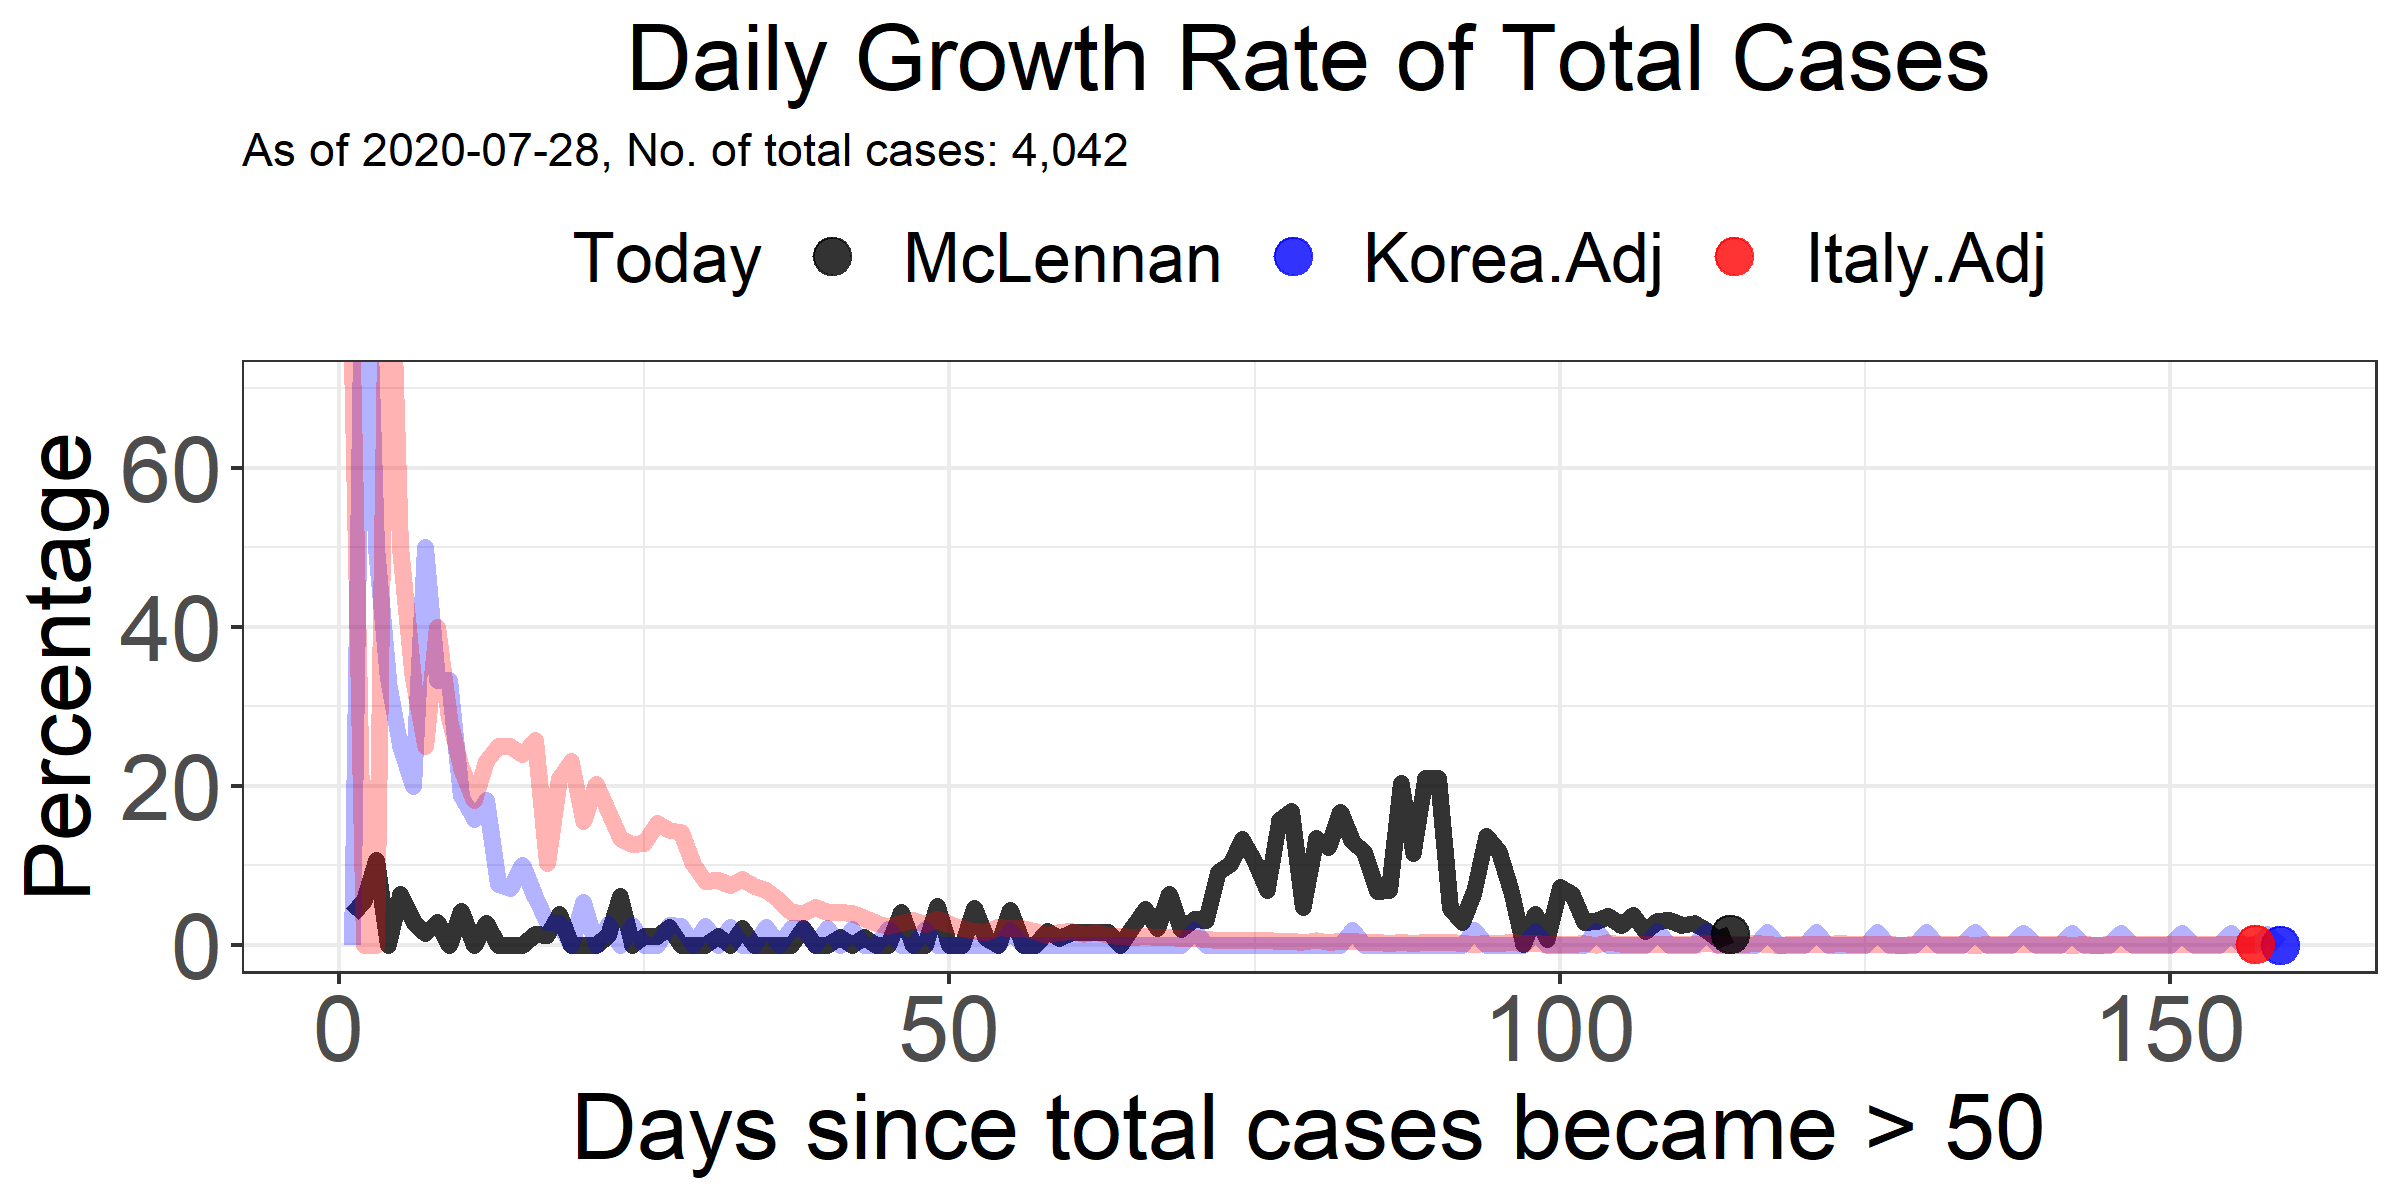 Daily Growth Rate of Total Cases
As of 2020-07-28, No. of total cases: 4,042
Today McLennan Korea.Adj Italy.Adj
Percentage
60
40
20
0
0 50 100 150
Days since total cases became > 50